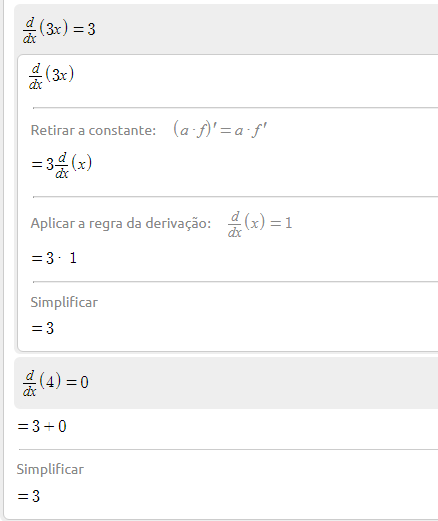 d/dx (3x) = 3
d/dx (3x)
Retirar a constante: (a · f)′ = a · f′
= 3 d/dx (x)
Aplicar a regra da derivação: d/dx (x) = 1
= 3 · 1
Simplificar
= 3
d/dx (4) = 0
= 3 + 0
Simplificar
= 3